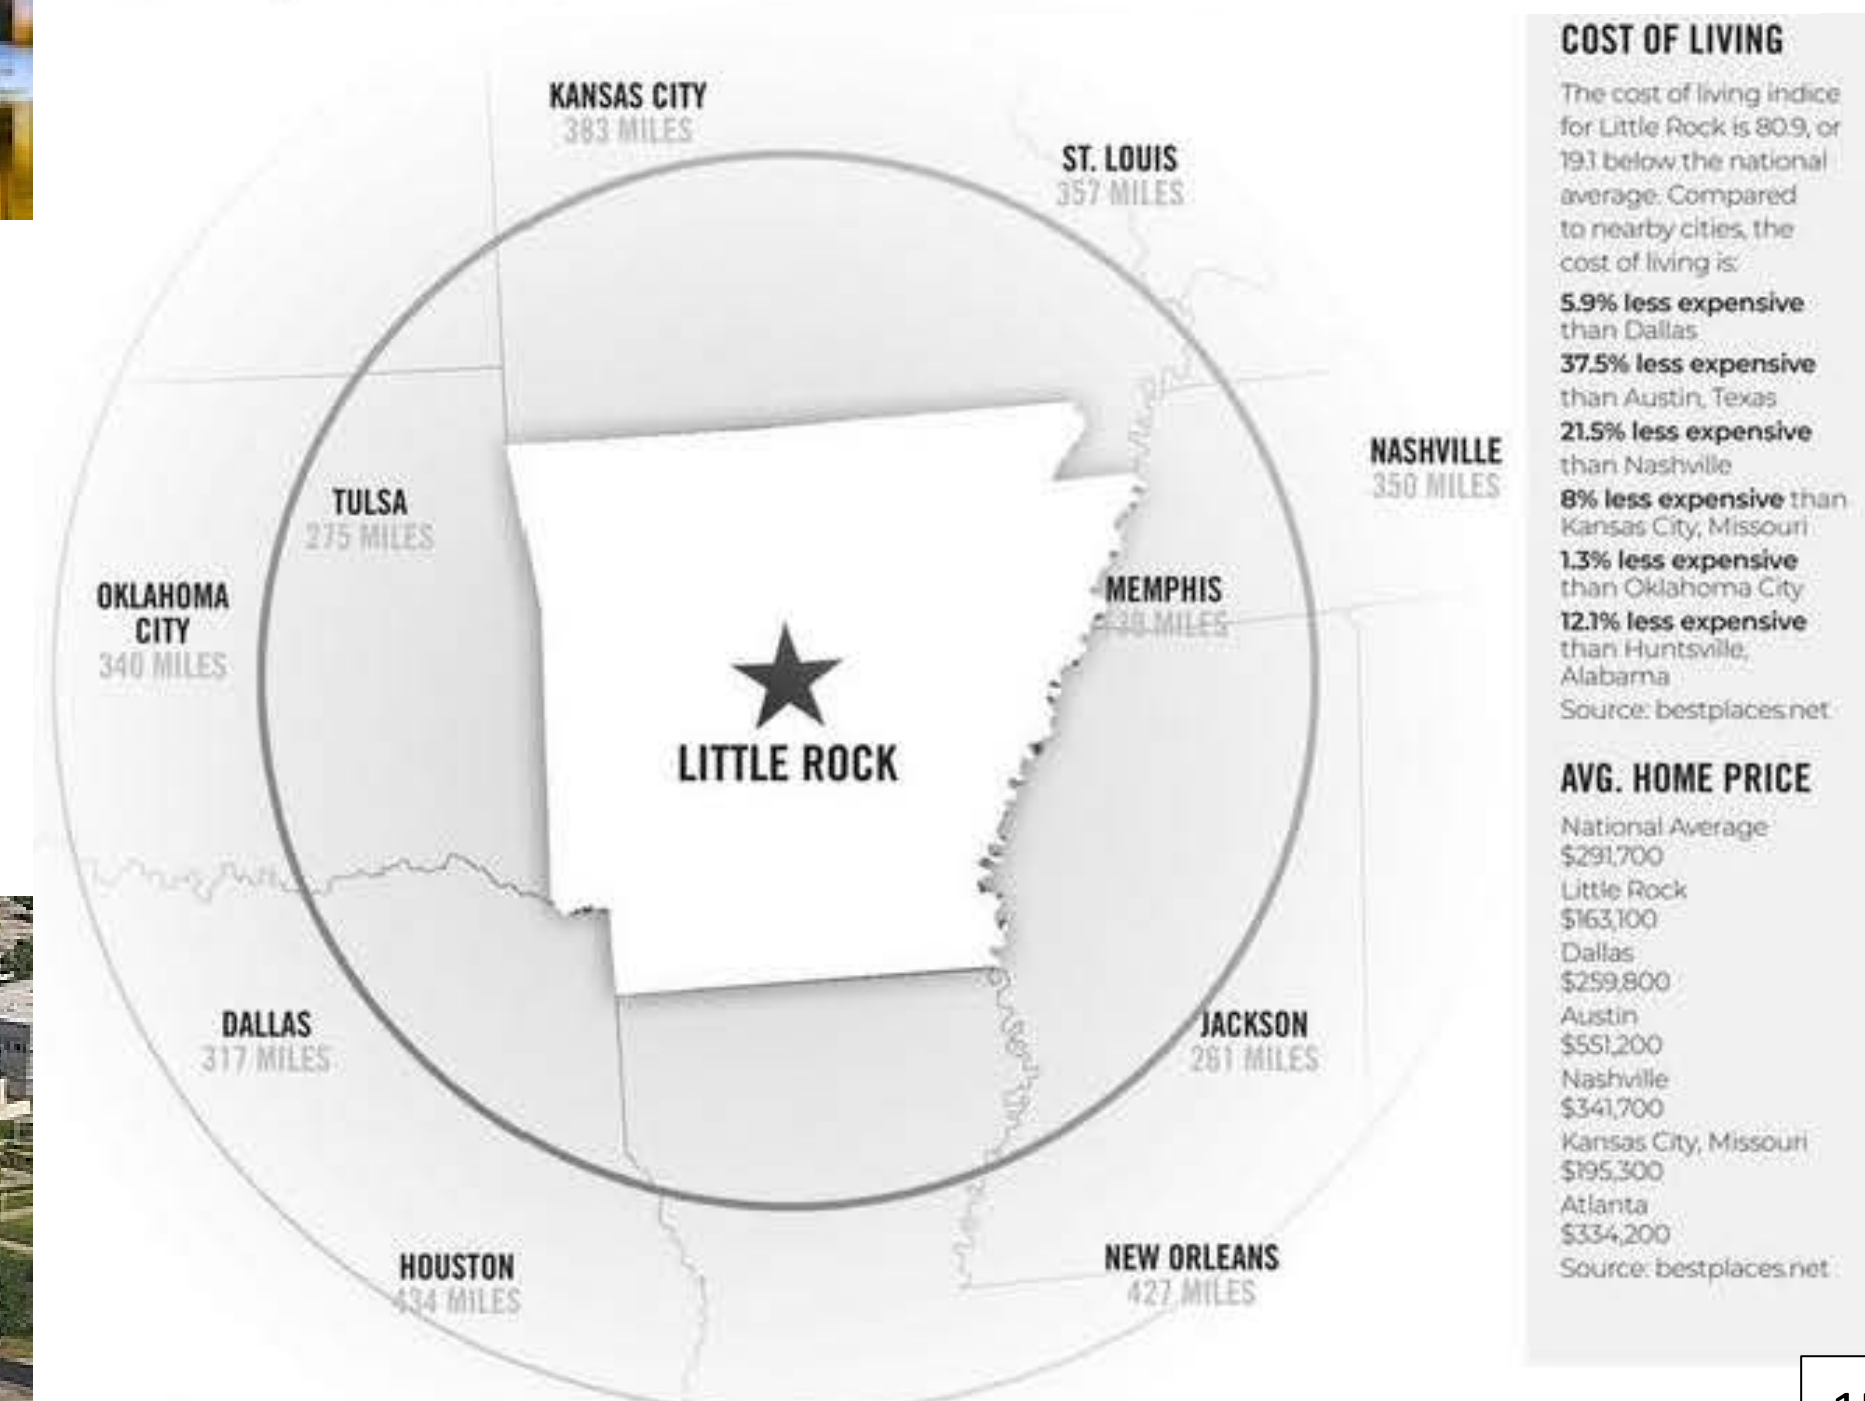 KANSAS CITY
383 MILES
ST. LOUIS
357 MILES
NASHVILLE
350 MILES
TULSA
275 MILES
OKLAHOMA
CITY
340 MILES
MEMPHIS
MILES
LITTLE ROCK
DALLAS
317 MILES
JACKSON
261 MILES
HOUSTON
434 MILES
NEW ORLEANS
427 MILES
COST OF LIVING
The cost of living indice
for Little Rock is 80.9, or
19.1 below the national
average. Compared
to nearby cities, the
cost of living is:
5.9% less expensive
than Dallas
37.5% less expensive
than Austin, Texas
21.5% less expensive
than Nashville
8% less expensive than
Kansas City, Missouri
1.3% less expensive
than Oklahoma City
12.1% less expensive
than Huntsville,
Alabama
Source: bestplaces.net
AVG. HOME PRICE
National Average
$291,700
Little Rock
$163,100
Dallas
$259,800
Austin
$551,200
Nashville
$341,700
Kansas City, Missouri
$195,300
Atlanta
$334,200
Source: bestplaces.net